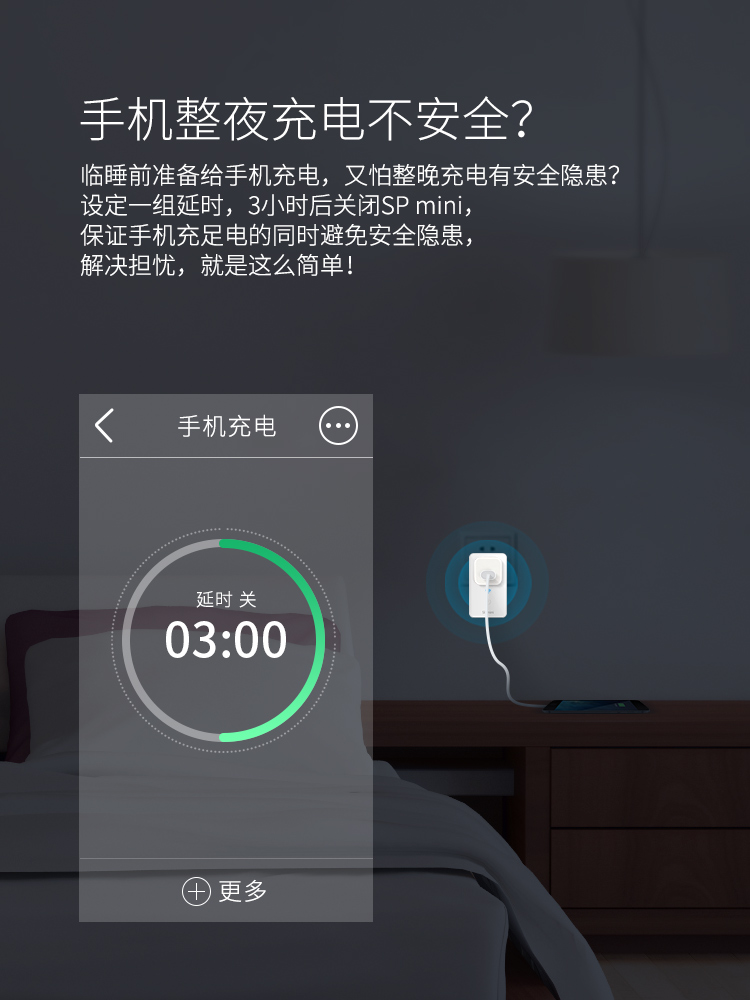 手机整夜充电不安全？
临睡前准备给手机充电，又怕整晚充电有安全隐患？
设定一组延时，3小时后关闭SP mini，
保证手机充足电的同时避免安全隐患，
解决担忧，就是这么简单！
手机充电
延时 关
03:00
更多